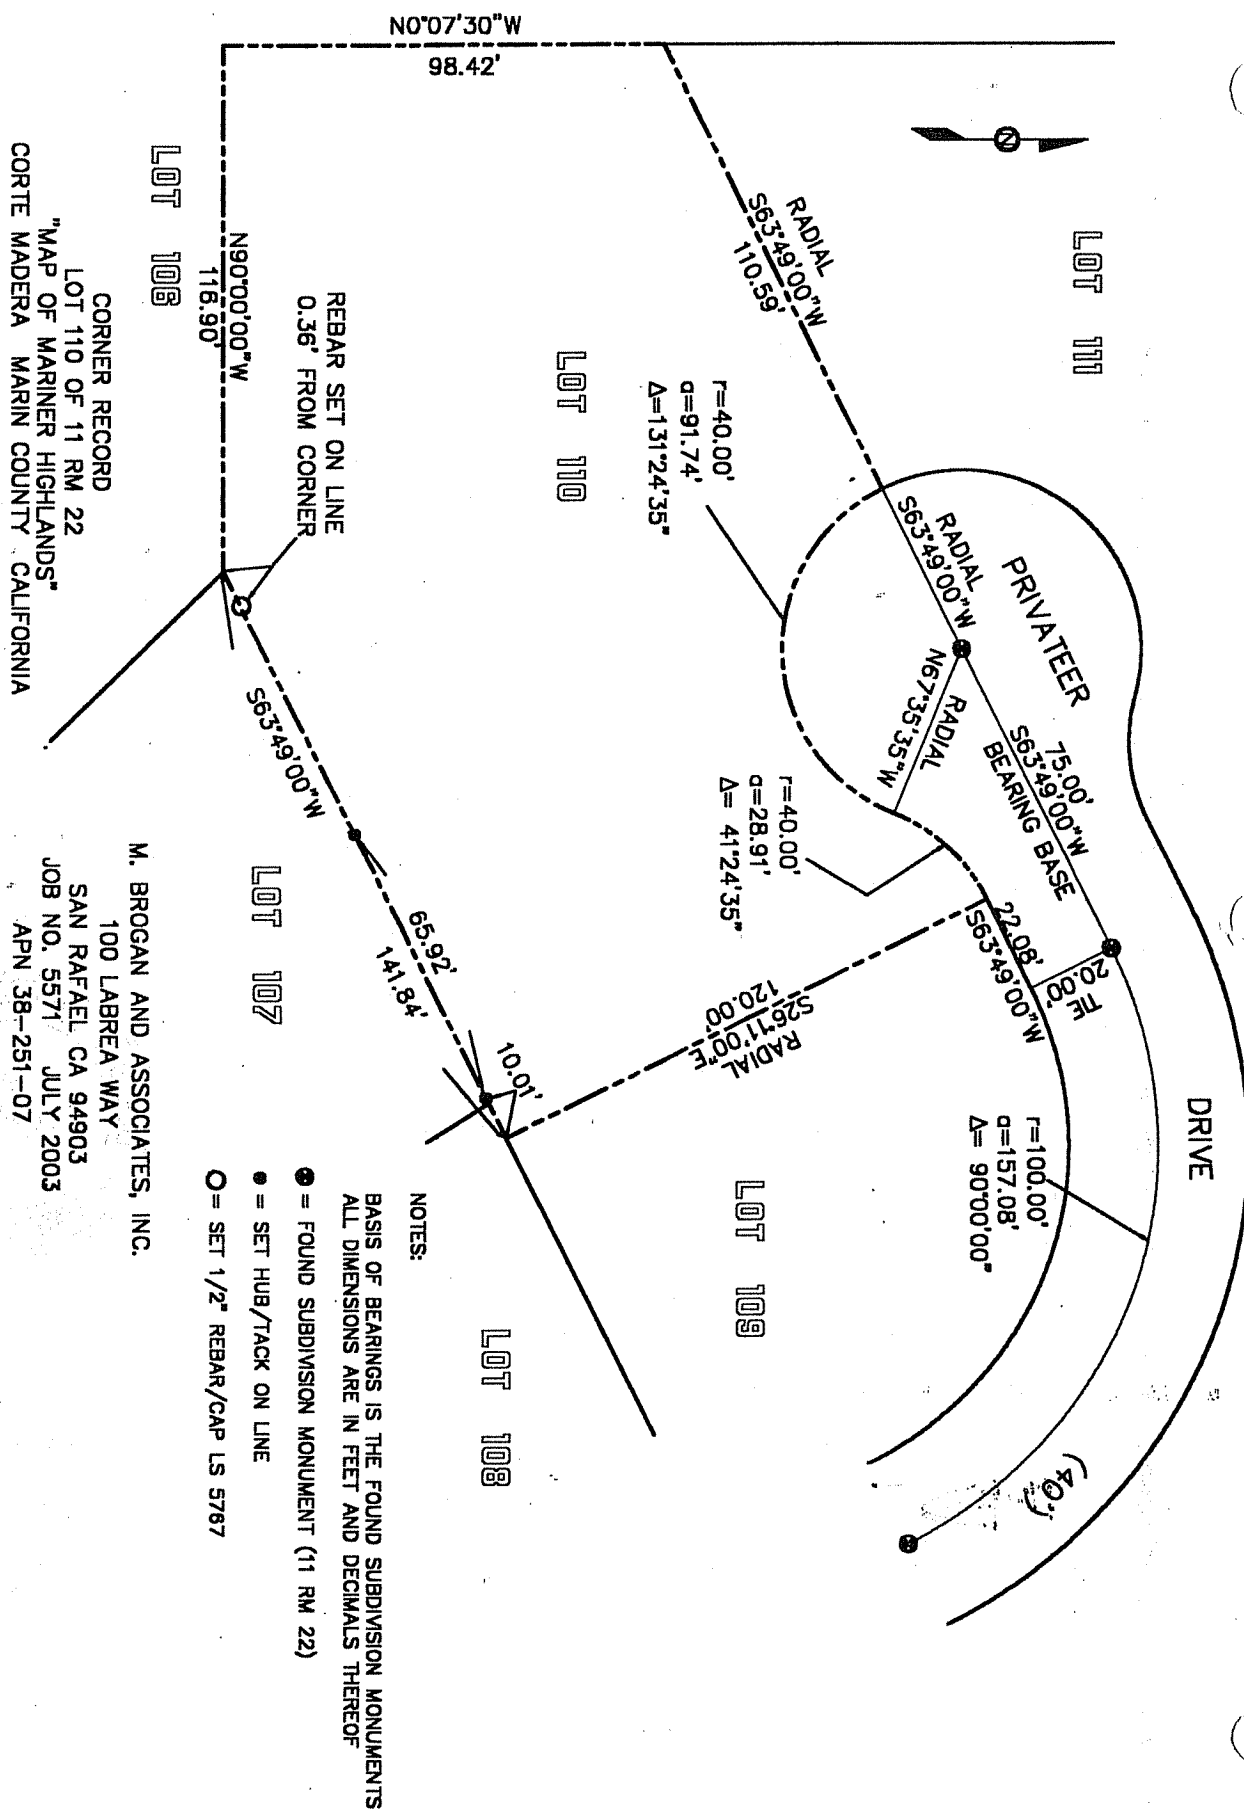 N0°07'30"W
98.42'
N
LOT 111
RADIAL
S63°49'00"W
110.59'
r=40.00'
a=91.74'
Δ=131°24'35"
LOT 110
RADIAL
S63°49'00"W
PRIVATEER
DRIVE
(40')
75.00'
S63°49'00"W
BEARING BASE
RADIAL
N67°35'35"W
TIE
20.00'
22.08'
S63°49'00"W
r=40.00'
a=28.91'
Δ= 41°24'35"
r=100.00'
a=157.08'
Δ= 90°00'00"
RADIAL
S26°11'00"E
120.00'
LOT 109
REBAR SET ON LINE
0.36' FROM CORNER
N90°00'00"W
116.90'
LOT 106
S63°49'00"W
65.92'
141.84'
10.01'
LOT 107
LOT 108
CORNER RECORD
LOT 110 OF 11 RM 22
"MAP OF MARINER HIGHLANDS"
CORTE MADERA MARIN COUNTY CALIFORNIA
M. BROGAN AND ASSOCIATES, INC.
100 LABREA WAY
SAN RAFAEL CA 94903
JOB NO. 5571 JULY 2003
APN 38-251-07
NOTES:
BASIS OF BEARINGS IS THE FOUND SUBDIVISION MONUMENTS
ALL DIMENSIONS ARE IN FEET AND DECIMALS THEREOF
= FOUND SUBDIVISION MONUMENT (11 RM 22)
= SET HUB/TACK ON LINE
= SET 1/2" REBAR/CAP LS 5767